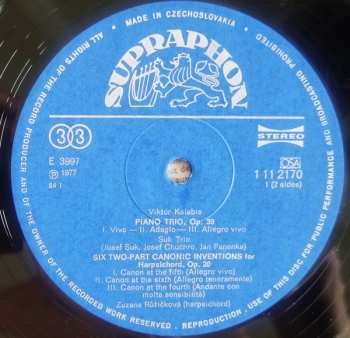 MADE IN CZECHOSLOVAKIA
ALL RIGHTS OF THE RECORD PRODUCER AND OF THE OWNER OF THE RECORDED WORK RESERVED . REPRODUCTION . USE OF THIS DISC FOR PUBLIC PERFORMANCE AND BROADCASTING PROHIBITED
SUPRAPHON
33
STEREO
E 3997
OSA
℗ 1977
1 11 2170
1 (2 sides)
Viktor Kalabis
PIANO TRIO, Op. 39
I. Vivo — II. Adagio — III. Allegro vivo
Suk Trio
(Josef Suk, Josef Chuchro, Jan Panenka)
SIX TWO-PART CANONIC INVENTIONS for
Harpsichord, Op. 20
I. Canon at the fifth (Allegro vivo)
II. Canon at the sixth (Allegro moderamente)
III. Canon at the fourth (Andante con
molta sensibilità)
Zuzana Růžičková (harpsichord)